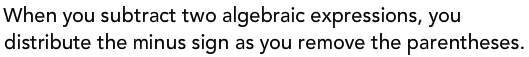 When you subtract two algebraic expressions, you
distribute the minus sign as you remove the parentheses.